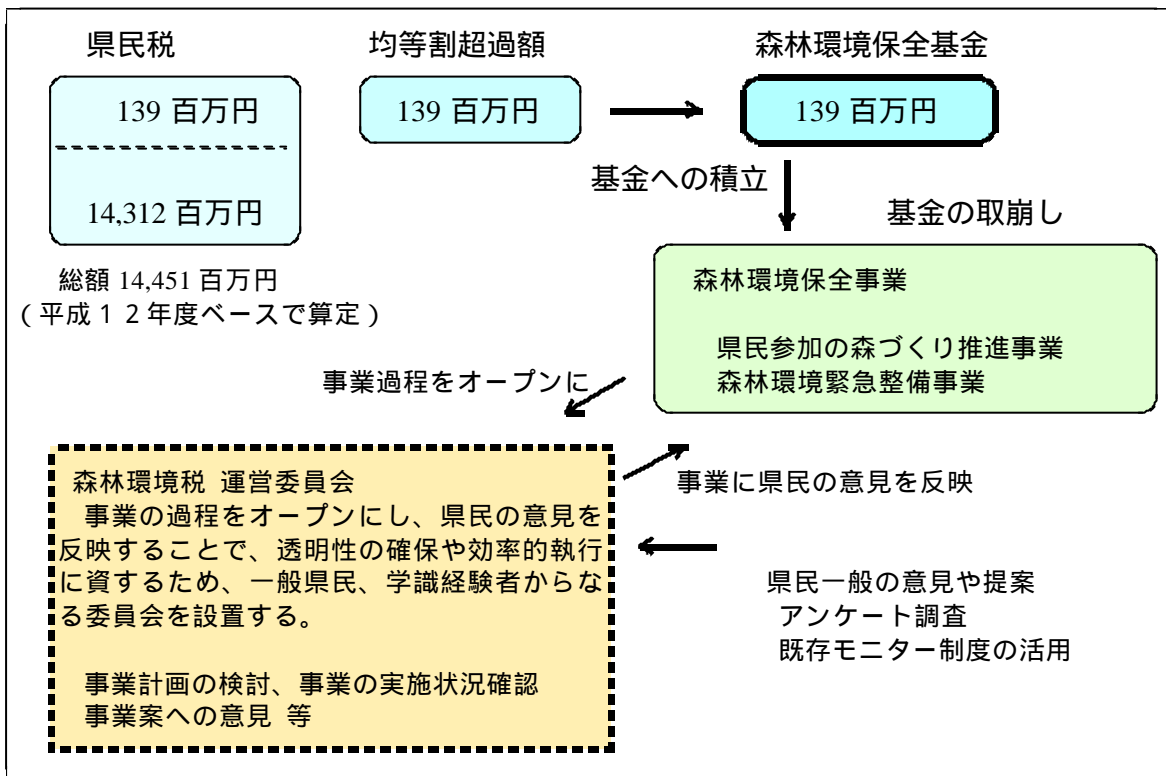 県民税
均等割超過額
森林環境保全基金
139 百万円
14,312 百万円
139 百万円
139 百万円
基金への積立
基金の取崩し
総額 14,451 百万円
(平成12年度ベースで算定)
森林環境保全事業
県民参加の森づくり推進事業
森林環境緊急整備事業
事業過程をオープンに
事業に県民の意見を反映
森林環境税 運営委員会
事業の過程をオープンにし、県民の意見を
反映することで、透明性の確保や効率的執行
に資するため、一般県民、学識経験者からな
る委員会を設置する。
事業計画の検討、事業の実施状況確認
事業案への意見 等
県民一般の意見や提案
アンケート調査
既存モニター制度の活用